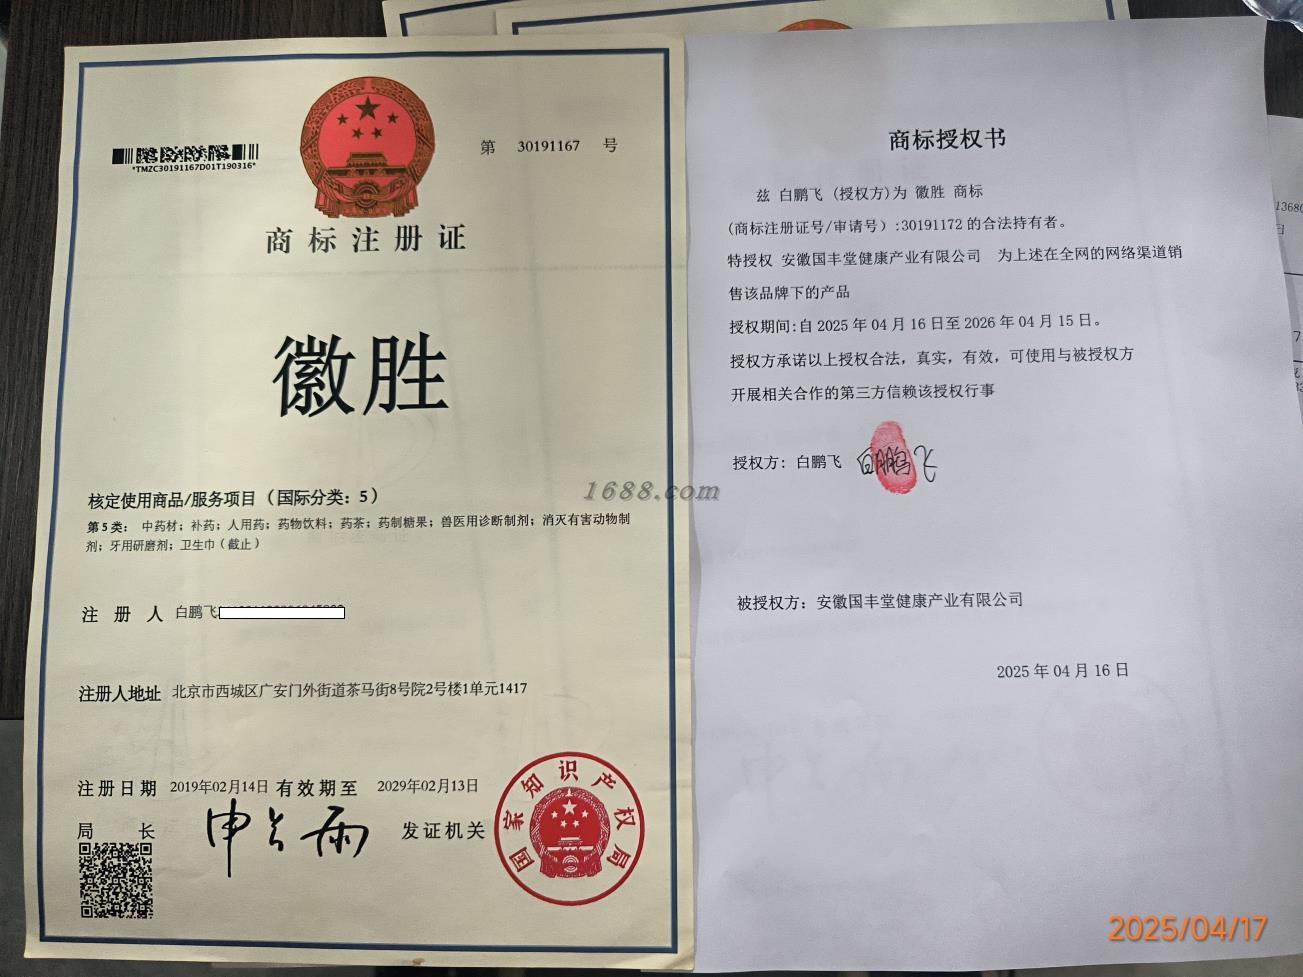 *TMZC30191167D01T190316*
第 30191167 号
商标注册证
徽胜
核定使用商品/服务项目（国际分类：5）
第5类： 中药材；补药；人用药；药物饮料；药茶；药制糖果；兽医用诊断制剂；消灭有害动物制
剂；牙用研磨剂；卫生巾（截止）
注 册 人 白鹏飞
注册人地址 北京市西城区广安门外街道茶马街8号院2号楼1单元1417
注册日期 2019年02月14日 有效期至 2029年02月13日
局 长 申长雨 发证机关
国家知识产权局
商标授权书
兹 白鹏飞 (授权方)为 徽胜 商标
(商标注册证号/审请号）:30191172 的合法持有者。
特授权 安徽国丰堂健康产业有限公司 为上述在全网的网络渠道销
售该品牌下的产品
授权期间:自 2025 年 04 月 16 日至 2026 年 04 月 15 日。
授权方承诺以上授权合法，真实，有效，可使用与被授权方
开展相关合作的第三方信赖该授权行事
授权方：白鹏飞 白鹏飞
被授权方：安徽国丰堂健康产业有限公司
2025 年 04 月 16 日
1688.com
13680
日
2025/04/17